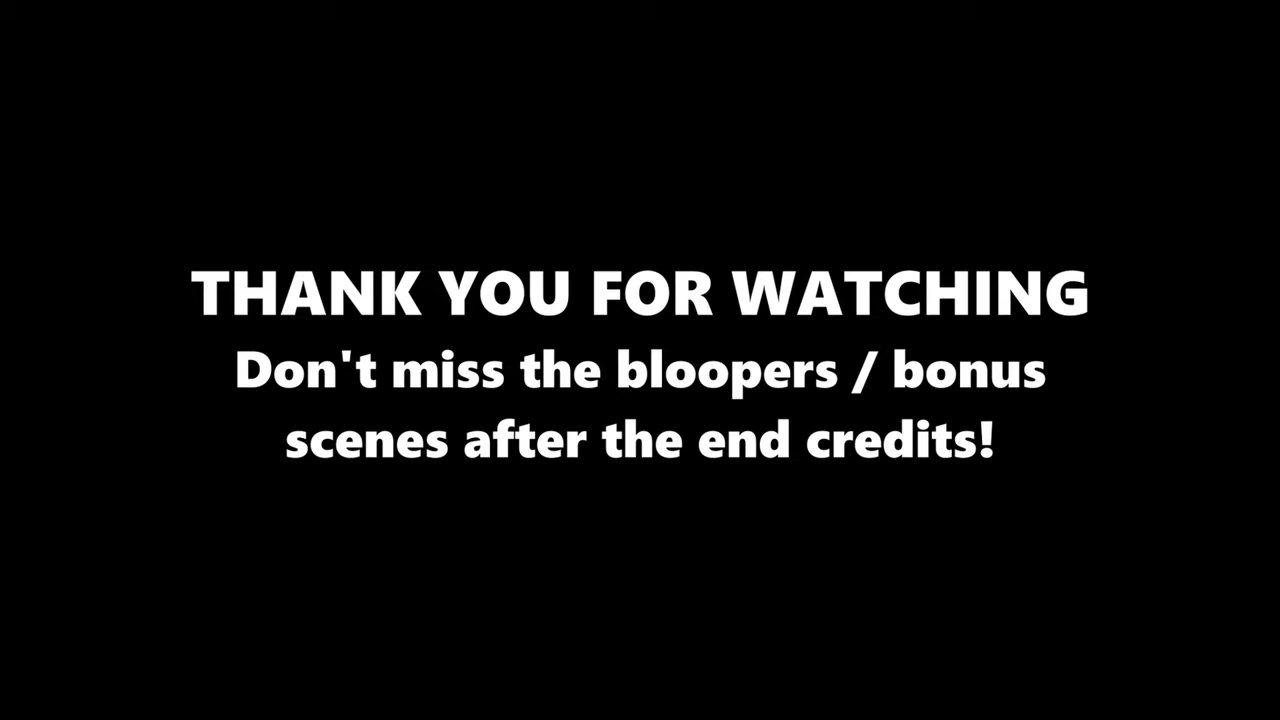 THANK YOU FOR WATCHING
Don't miss the bloopers / bonus
scenes after the end credits!